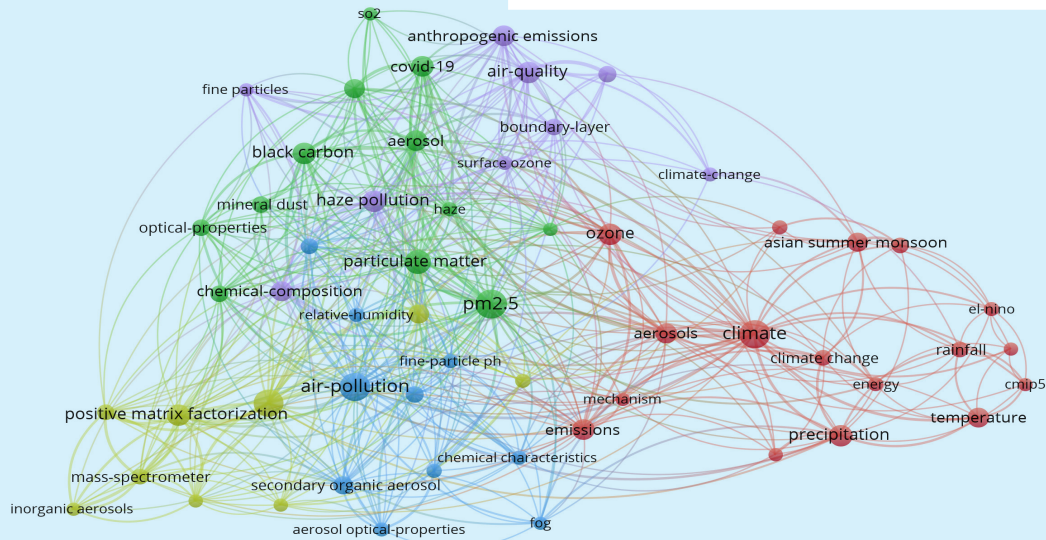 so2
anthropogenic emissions
covid-19
air-quality
fine particles
boundary-layer
aerosol
black carbon
surface ozone
climate-change
mineral dust
haze pollution
haze
optical-properties
ozone
asian summer monsoon
particulate matter
chemical-composition
pm2.5
relative-humidity
el-nino
aerosols
climate
rainfall
fine-particle ph
climate change
air-pollution
energy
cmip5
mechanism
positive matrix factorization
temperature
emissions
precipitation
chemical characteristics
mass-spectrometer
secondary organic aerosol
inorganic aerosols
fog
aerosol optical-properties